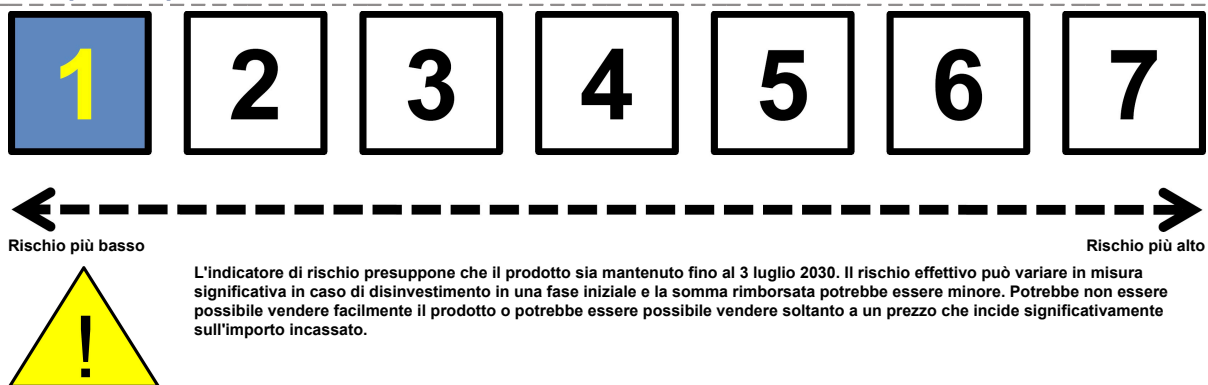 1 2 3 4 5 6 7
Rischio più basso Rischio più alto
L'indicatore di rischio presuppone che il prodotto sia mantenuto fino al 3 luglio 2030. Il rischio effettivo può variare in misura
significativa in caso di disinvestimento in una fase iniziale e la somma rimborsata potrebbe essere minore. Potrebbe non essere
possibile vendere facilmente il prodotto o potrebbe essere possibile vendere soltanto a un prezzo che incide significativamente
sull'importo incassato.
!